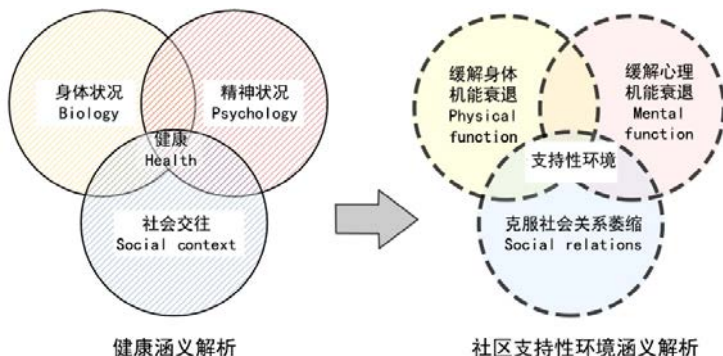 身体状况
Biology
精神状况
Psychology
健康
Health
社会交往
Social context
健康涵义解析
缓解身体
机能衰退
Physical
function
缓解心理
机能衰退
Mental
function
支持性环境
克服社会关系萎缩
Social relations
社区支持性环境涵义解析